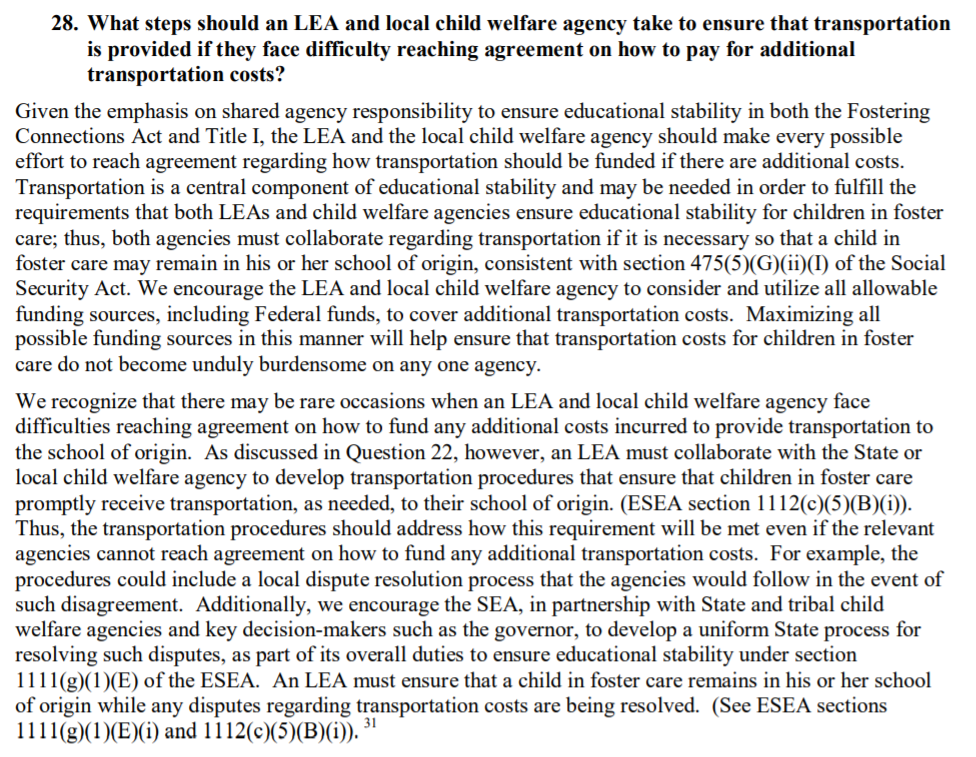 28. What steps should an LEA and local child welfare agency take to ensure that transportation
is provided if they face difficulty reaching agreement on how to pay for additional
transportation costs?
Given the emphasis on shared agency responsibility to ensure educational stability in both the Fostering
Connections Act and Title I, the LEA and the local child welfare agency should make every possible
effort to reach agreement regarding how transportation should be funded if there are additional costs.
Transportation is a central component of educational stability and may be needed in order to fulfill the
requirements that both LEAs and child welfare agencies ensure educational stability for children in foster
care; thus, both agencies must collaborate regarding transportation if it is necessary so that a child in
foster care may remain in his or her school of origin, consistent with section 475(5)(G)(ii)(I) of the Social
Security Act. We encourage the LEA and local child welfare agency to consider and utilize all allowable
funding sources, including Federal funds, to cover additional transportation costs. Maximizing all
possible funding sources in this manner will help ensure that transportation costs for children in foster
care do not become unduly burdensome on any one agency.
We recognize that there may be rare occasions when an LEA and local child welfare agency face
difficulties reaching agreement on how to fund any additional costs incurred to provide transportation to
the school of origin. As discussed in Question 22, however, an LEA must collaborate with the State or
local child welfare agency to develop transportation procedures that ensure that children in foster care
promptly receive transportation, as needed, to their school of origin. (ESEA section 1112(c)(5)(B)(i)).
Thus, the transportation procedures should address how this requirement will be met even if the relevant
agencies cannot reach agreement on how to fund any additional transportation costs. For example, the
procedures could include a local dispute resolution process that the agencies would follow in the event of
such disagreement. Additionally, we encourage the SEA, in partnership with State and tribal child
welfare agencies and key decision-makers such as the governor, to develop a uniform State process for
resolving such disputes, as part of its overall duties to ensure educational stability under section
1111(g)(1)(E) of the ESEA. An LEA must ensure that a child in foster care remains in his or her school
of origin while any disputes regarding transportation costs are being resolved. (See ESEA sections
1111(g)(1)(E)(i) and 1112(c)(5)(B)(i)). 31